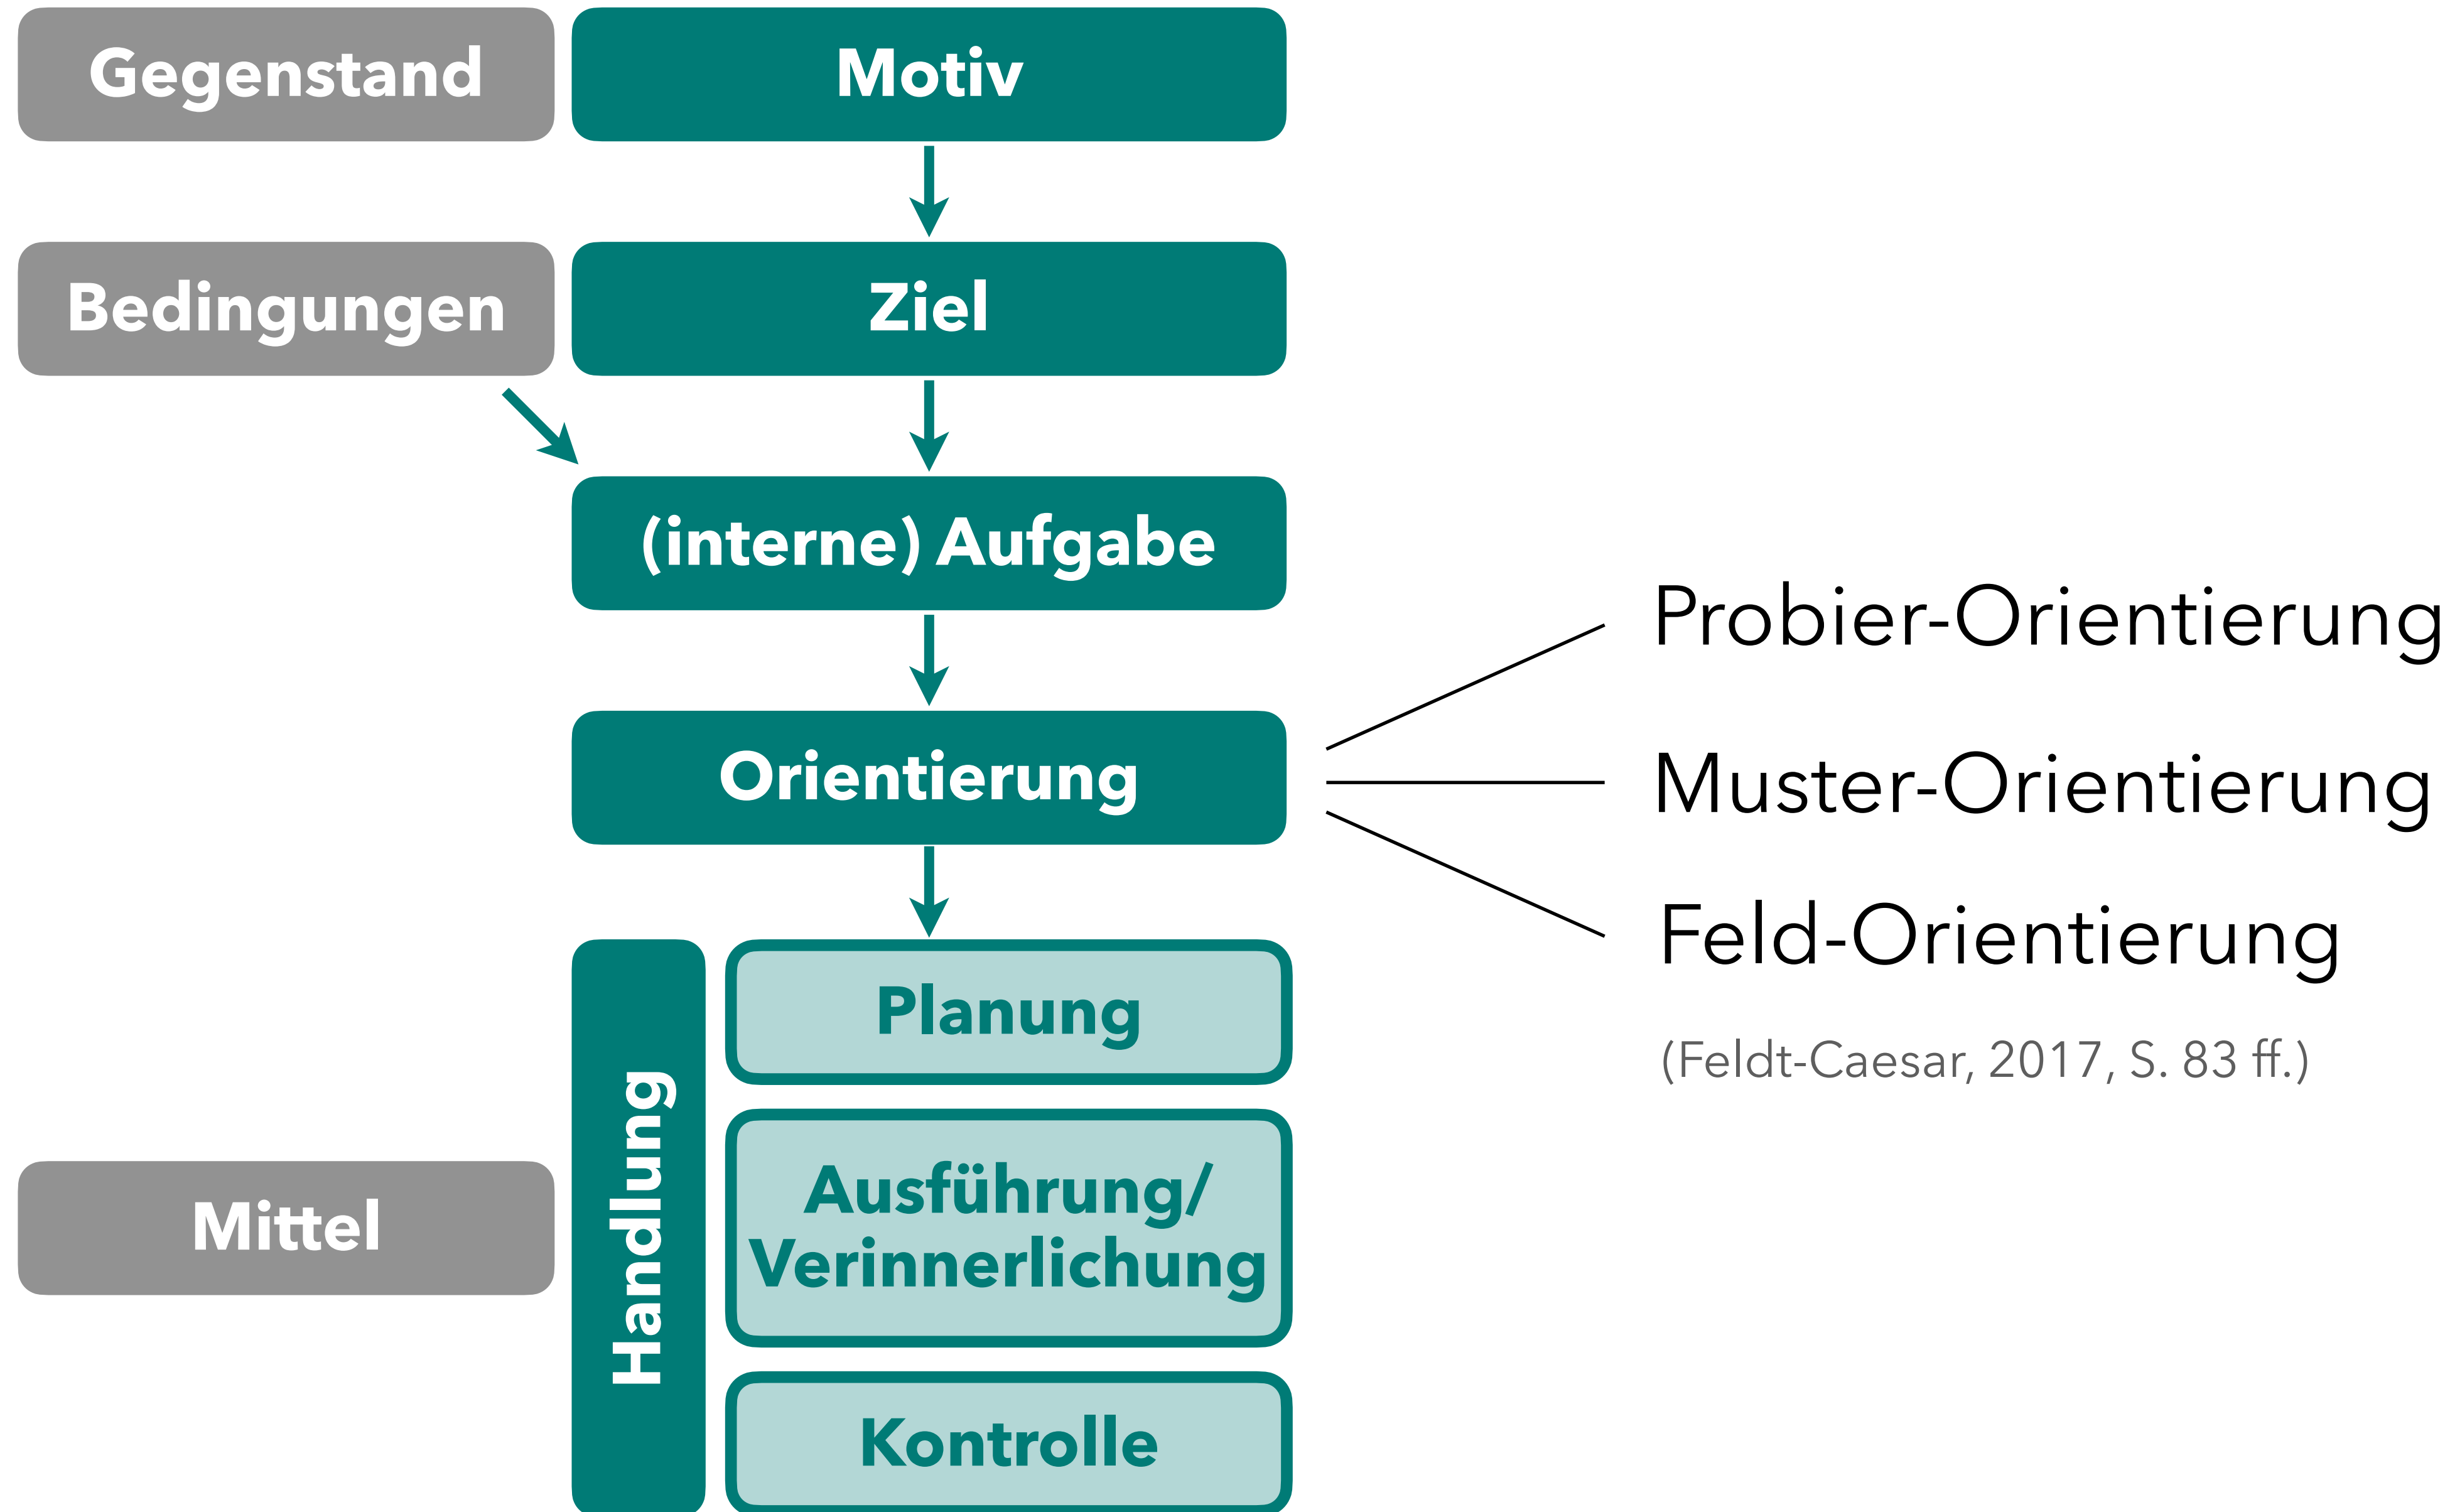 Gegenstand
Motiv
Bedingungen
Ziel
(interne) Aufgabe
Orientierung
Probier-Orientierung
Muster-Orientierung
Feld-Orientierung
(Feldt-Caesar, 2017, S. 83 ff.)
Handlung
Planung
Ausführung/
Verinnerlichung
Mittel
Kontrolle